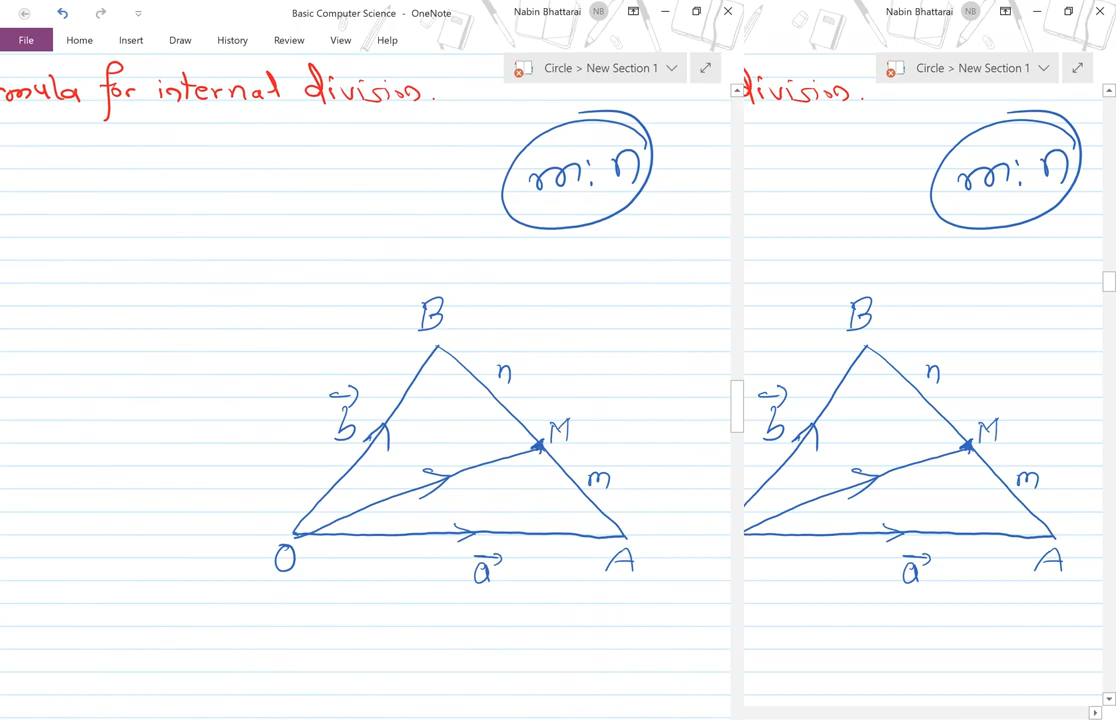 Basic Computer Science - OneNote
Nabin Bhattarai NB
Nabin Bhattarai NB
File Home Insert Draw History Review View Help
Circle > New Section 1
Circle > New Section 1
mula for internal division.
division.
m: n
m: n
B
B
n
n
b
b
M
M
m
m
O
A
A
a
a